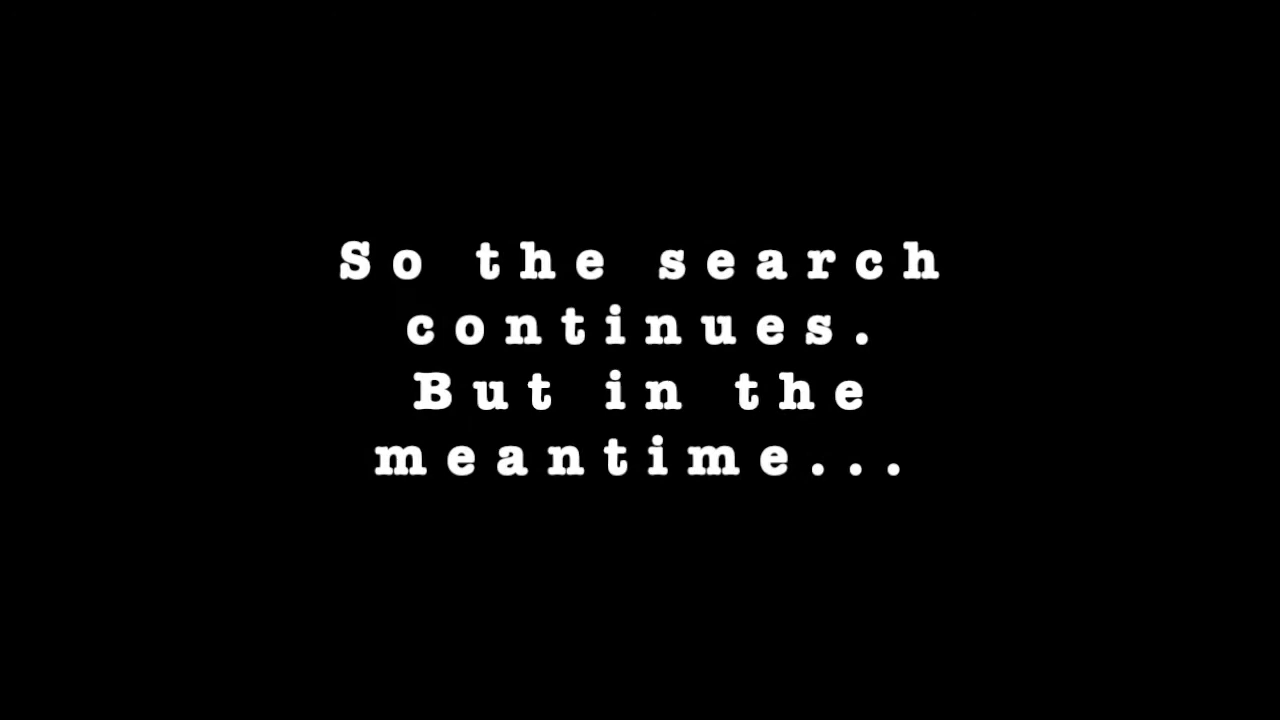 So the search
continues.
But in the
meantime...